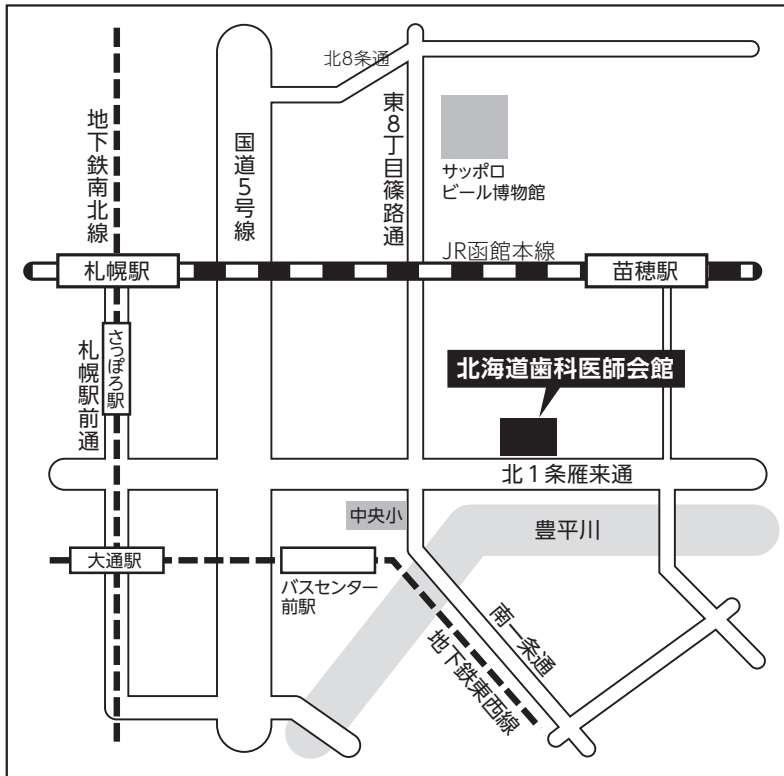 北8条通
地下鉄南北線
国道5号線
東8丁目篠路通
サッポロ
ビール博物館
JR函館本線
札幌駅
苗穂駅
さっぽろ駅
札幌駅前通
北海道歯科医師会館
北1条雁来通
中央小
豊平川
大通駅
バスセンター
前駅
南一条通
地下鉄東西線